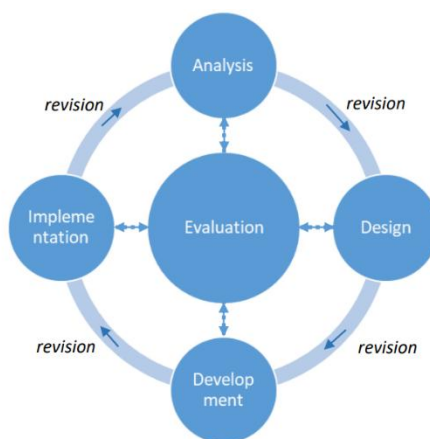 Analysis
revision
revision
Impleme
ntation
Evaluation
Design
revision
revision
Develop
ment